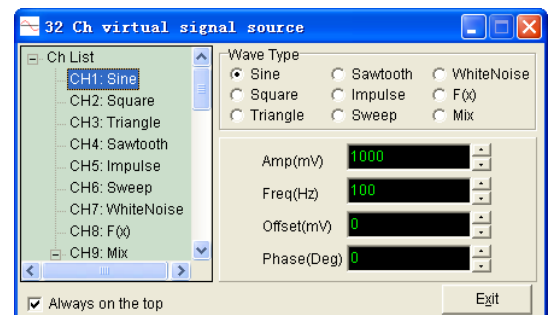 32 Ch virtual signal source
Ch List
CH1: Sine
CH2: Square
CH3: Triangle
CH4: Sawtooth
CH5: Impulse
CH6: Sweep
CH7: WhiteNoise
CH8: F(x)
CH9: Mix
Wave Type
Sine Sawtooth WhiteNoise
Square Impulse F(x)
Triangle Sweep Mix
Amp(mV) 1000
Freq(Hz) 100
Offset(mV) 0
Phase(Deg) 0
Always on the top
Exit